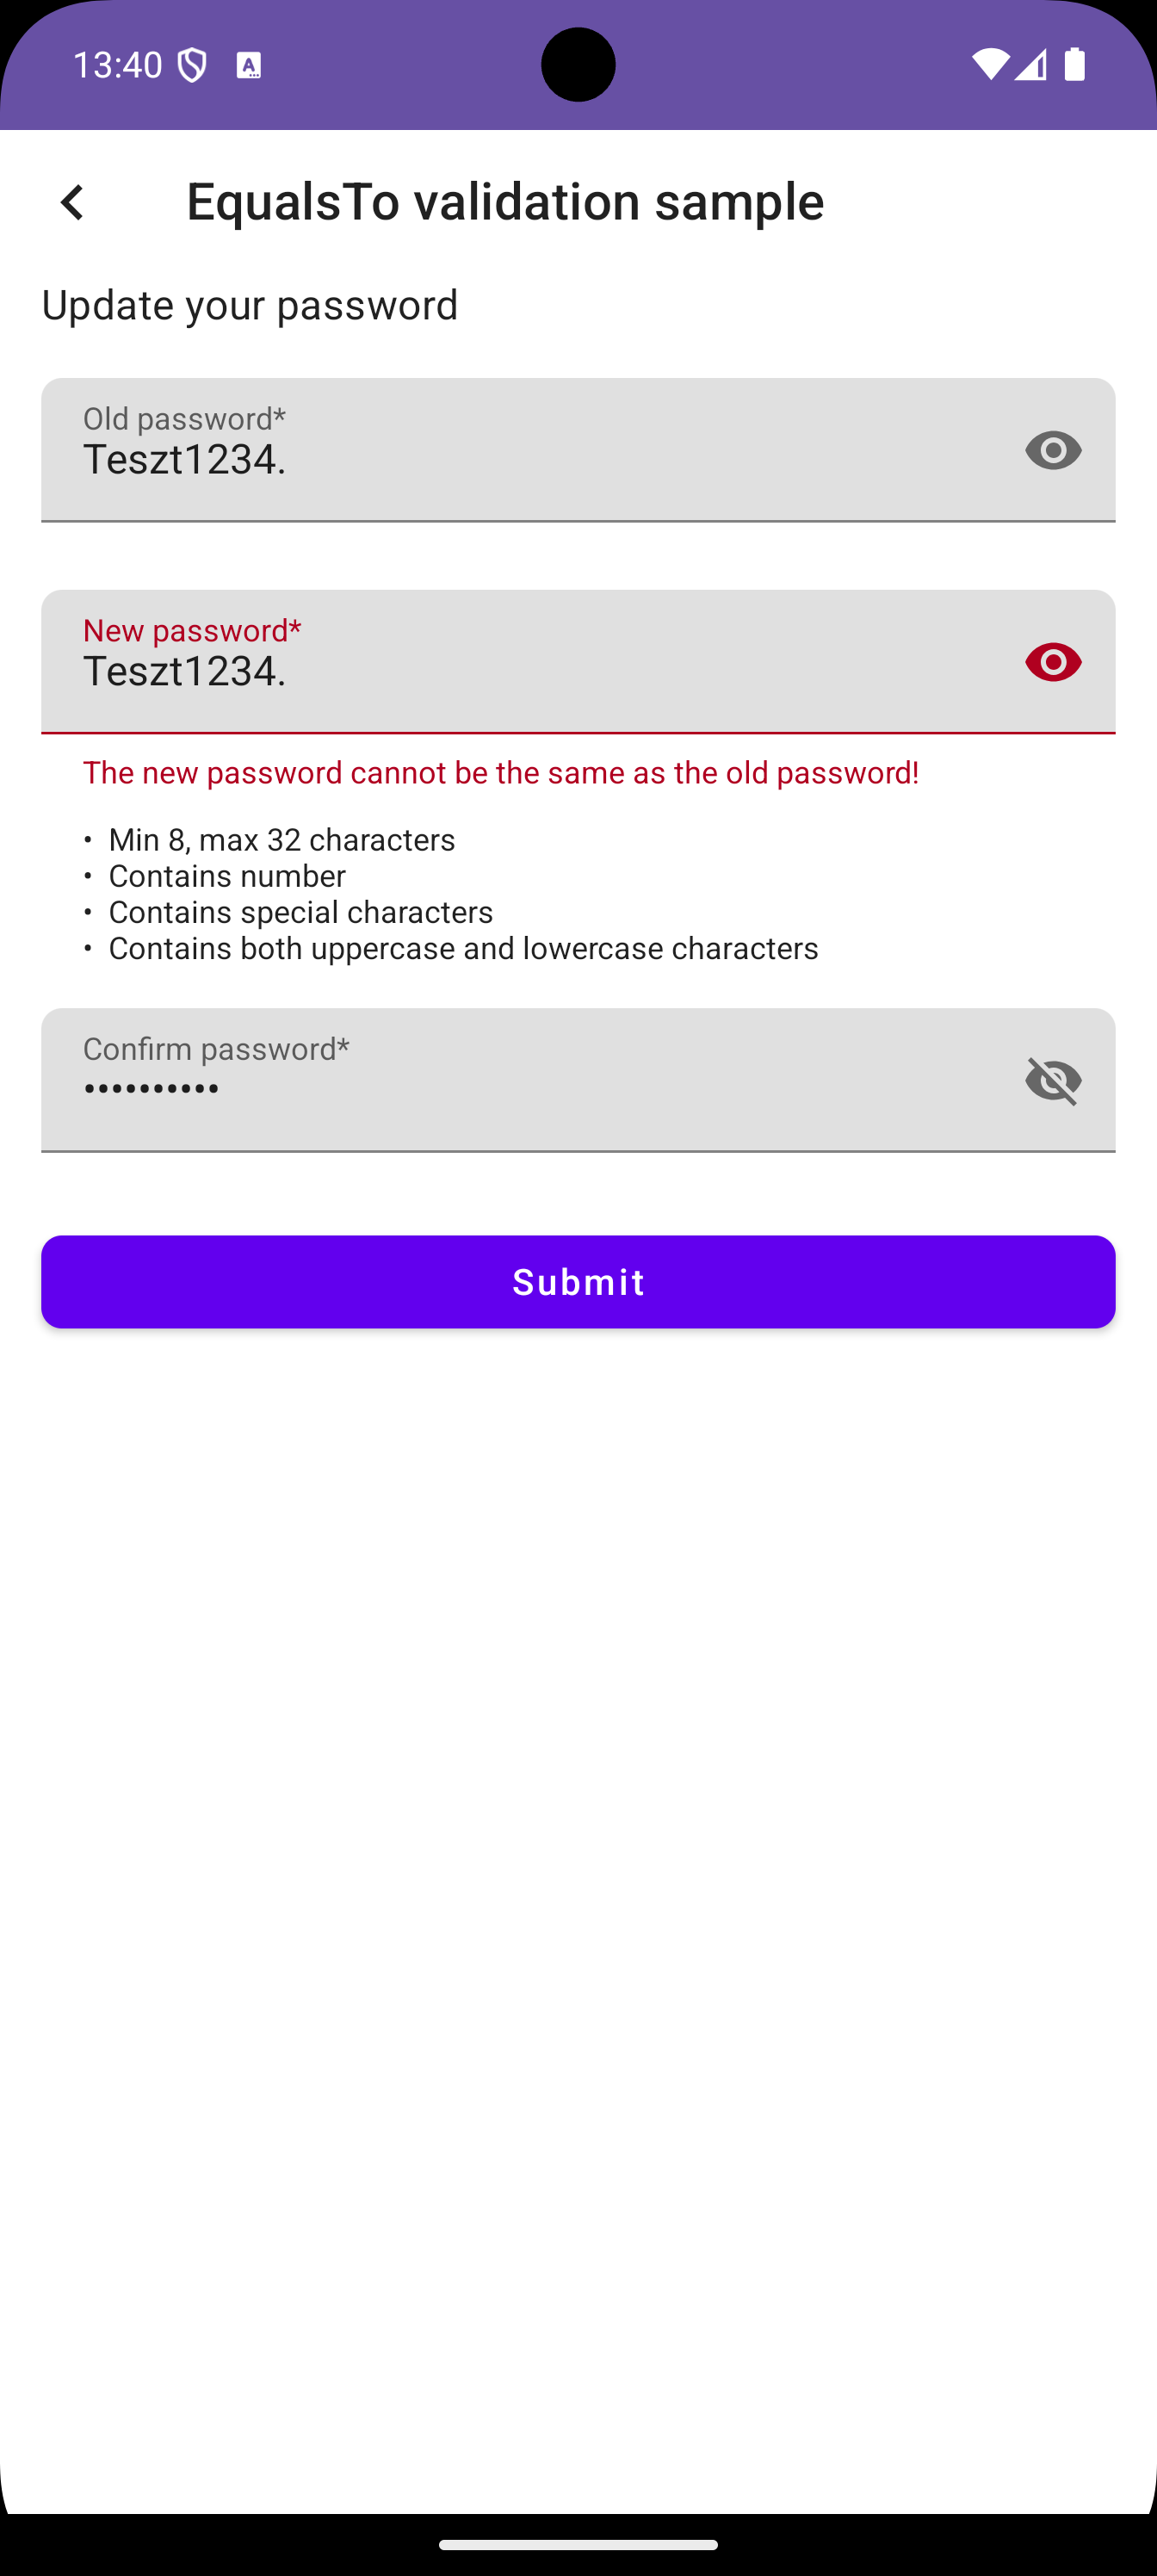 13:40
EqualsTo validation sample
Update your password
Old password*
Teszt1234.
New password*
Teszt1234.
The new password cannot be the same as the old password!
• Min 8, max 32 characters
• Contains number
• Contains special characters
• Contains both uppercase and lowercase characters
Confirm password*
••••••••••
Submit